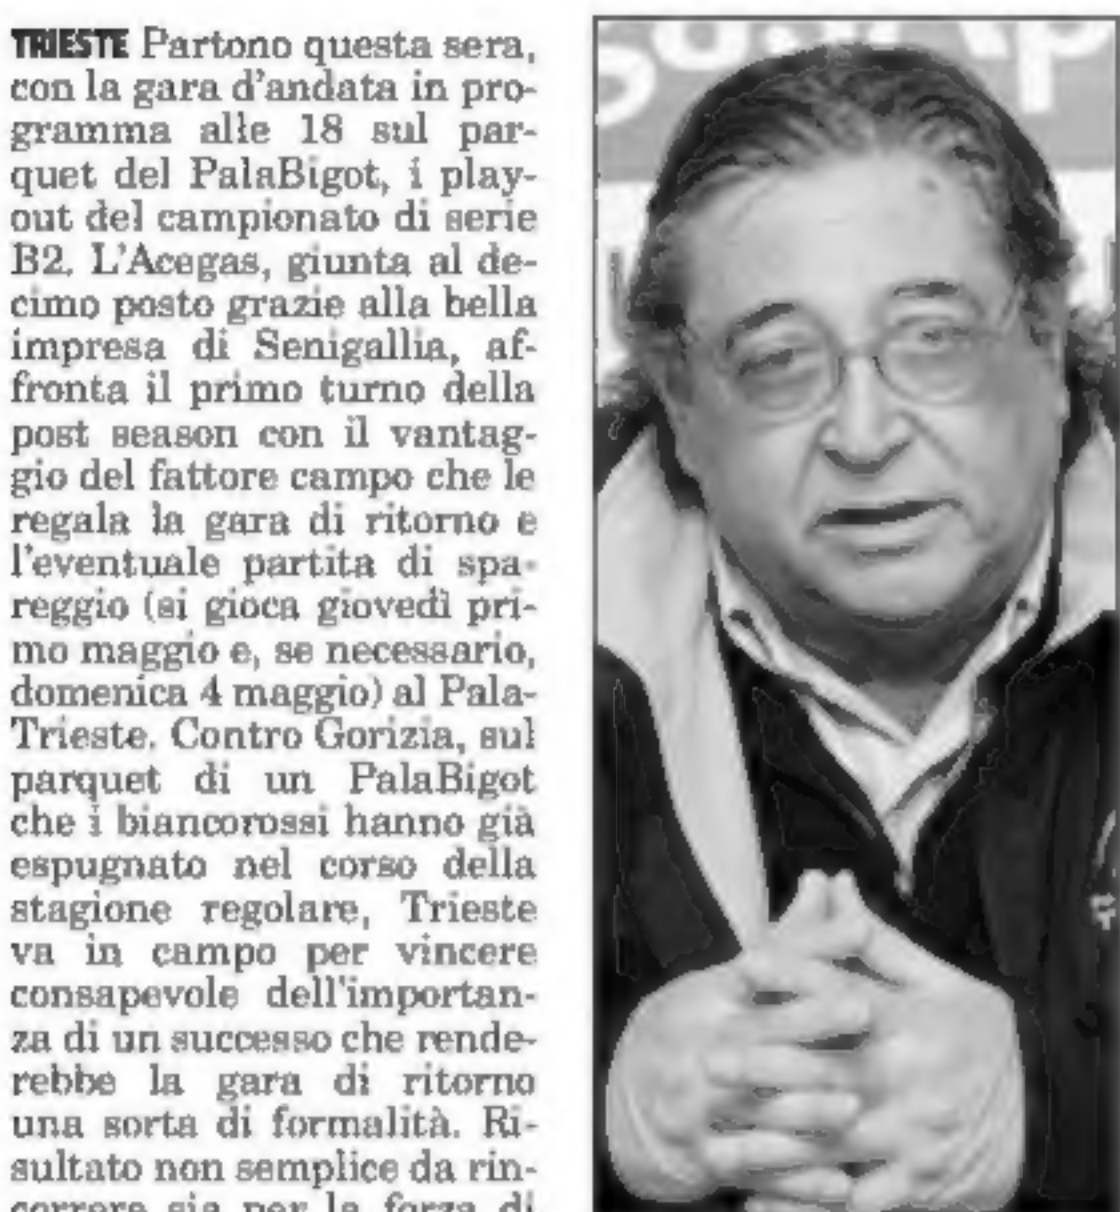 TRIESTE Partono questa sera,
con la gara d'andata in pro-
gramma alle 18 sul par-
quet del PalaBigot, i play-
out del campionato di serie
B2. L'Acegas, giunta al de-
cimo posto grazie alla bella
impresa di Senigallia, af-
fronta il primo turno della
post season con il vantag-
gio del fattore campo che le
regala la gara di ritorno e
l'eventuale partita di spa-
reggio (si gioca giovedì pri-
mo maggio e, se necessario,
domenica 4 maggio) al Pala-
Trieste. Contro Gorizia, sul
parquet di un PalaBigot
che i biancorossi hanno già
espugnato nel corso della
stagione regolare, Trieste
va in campo per vincere
consapevole dell'importan-
za di un successo che rende-
rebbe la gara di ritorno
una sorta di formalità. Ri-
sultato non semplice da rin-
correre sia per la forza di